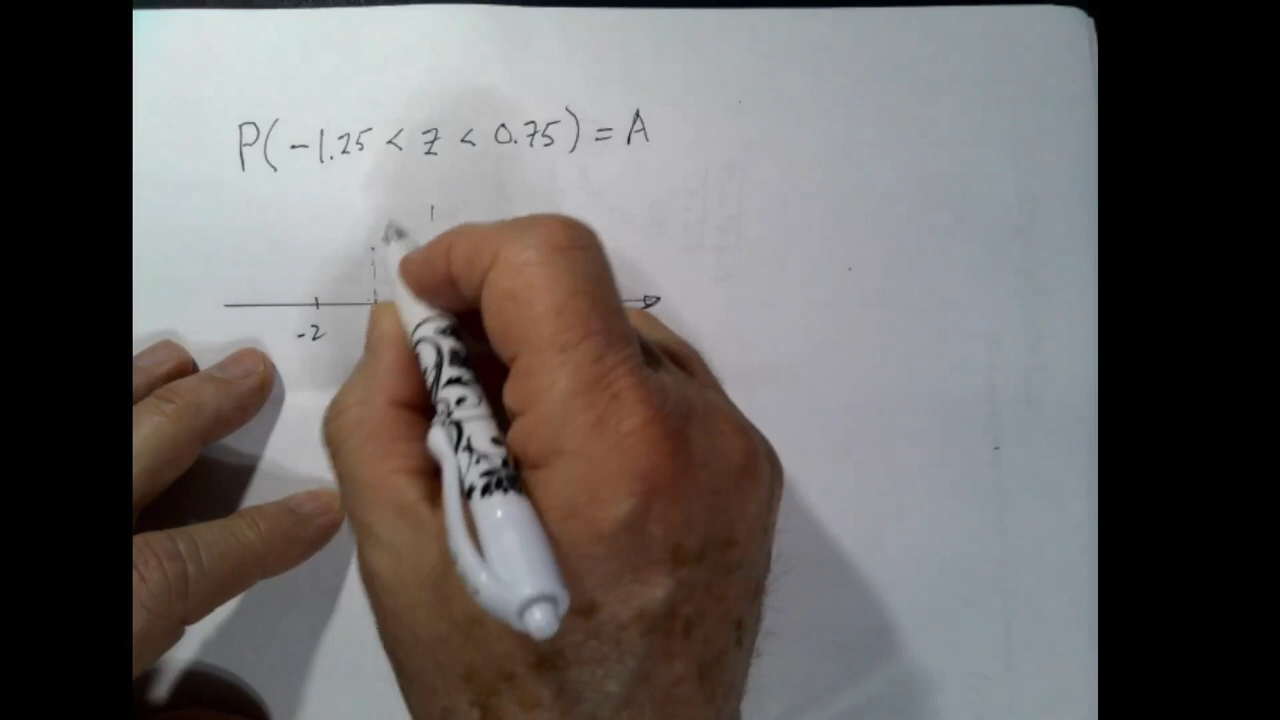 P(-1.25 < z < 0.75) = A
-2